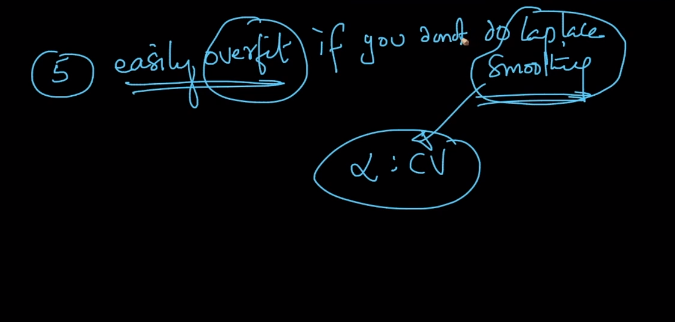 5 easily overfit if you dont do Laplace
Smoothing
α : CV